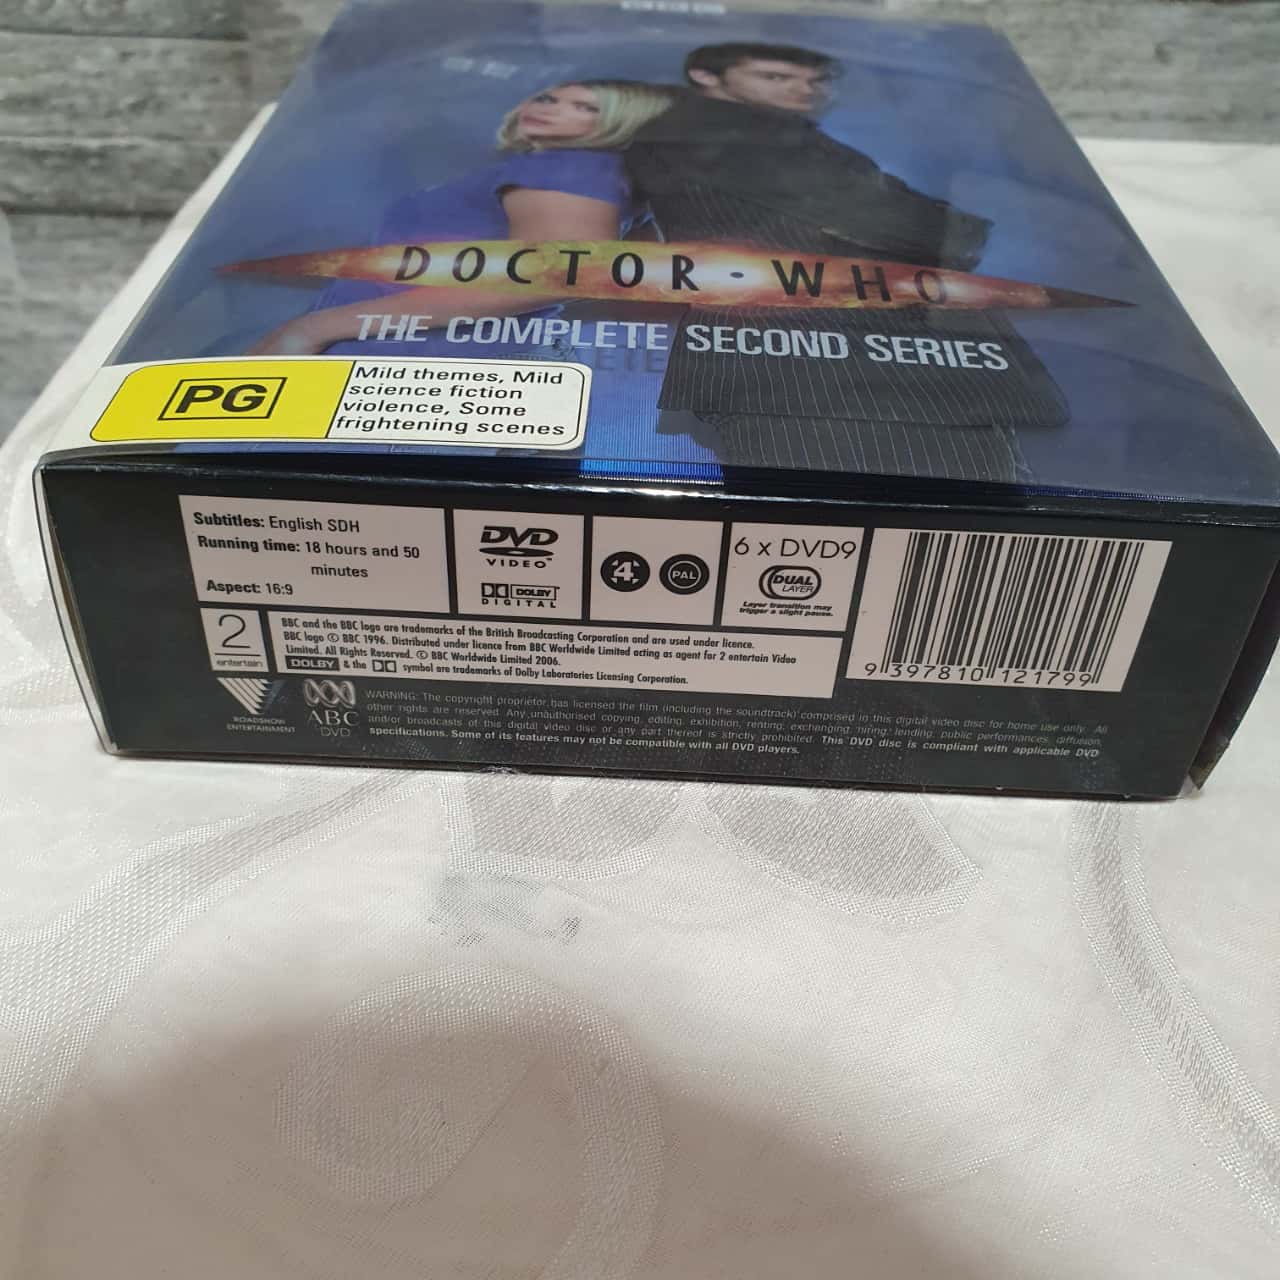 DOCTOR · WHO
THE COMPLETE SECOND SERIES
PG
Mild themes, Mild
science fiction
violence, Some
frightening scenes
Subtitles: English SDH
Running time: 18 hours and 50
minutes
Aspect: 16:9
DVD
VIDEO™
DOLBY
DIGITAL
4
PAL
6 x DVD9
DUAL
LAYER
Layer transition may
trigger a slight pause.
9 397810 121799
2
entertain
BBC and the BBC logo are trademarks of the British Broadcasting Corporation and are used under licence.
BBC logo © BBC 1996. Distributed under licence from BBC Worldwide Limited acting as agent for 2 entertain Video
Limited. All Rights Reserved. © BBC Worldwide Limited 2006.
DOLBY & the symbol are trademarks of Dolby Laboratories Licensing Corporation.
ROADSHOW
ENTERTAINMENT
ABC
DVD
WARNING: The copyright proprietor has licensed the film (including the soundtrack) comprised in this digital video disc for home use only. All
other rights are reserved. Any unauthorised copying, editing, exhibition, renting, exchanging, hiring, lending, public performances, diffusion
and/or broadcasts of this digital video disc or any part thereof is strictly prohibited. This DVD disc is compliant with applicable DVD
specifications. Some of its features may not be compatible with all DVD players.